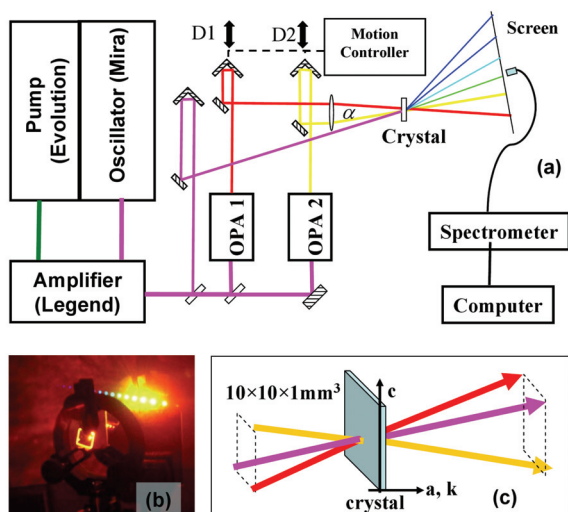 D1
D2
Motion
Controller
Screen
Pump
(Evolution)
Oscillator (Mira)
α
Crystal
(a)
OPA 1
OPA 2
Spectrometer
Amplifier
(Legend)
Computer
(b)
10×10×1mm³
c
a, k
crystal
(c)